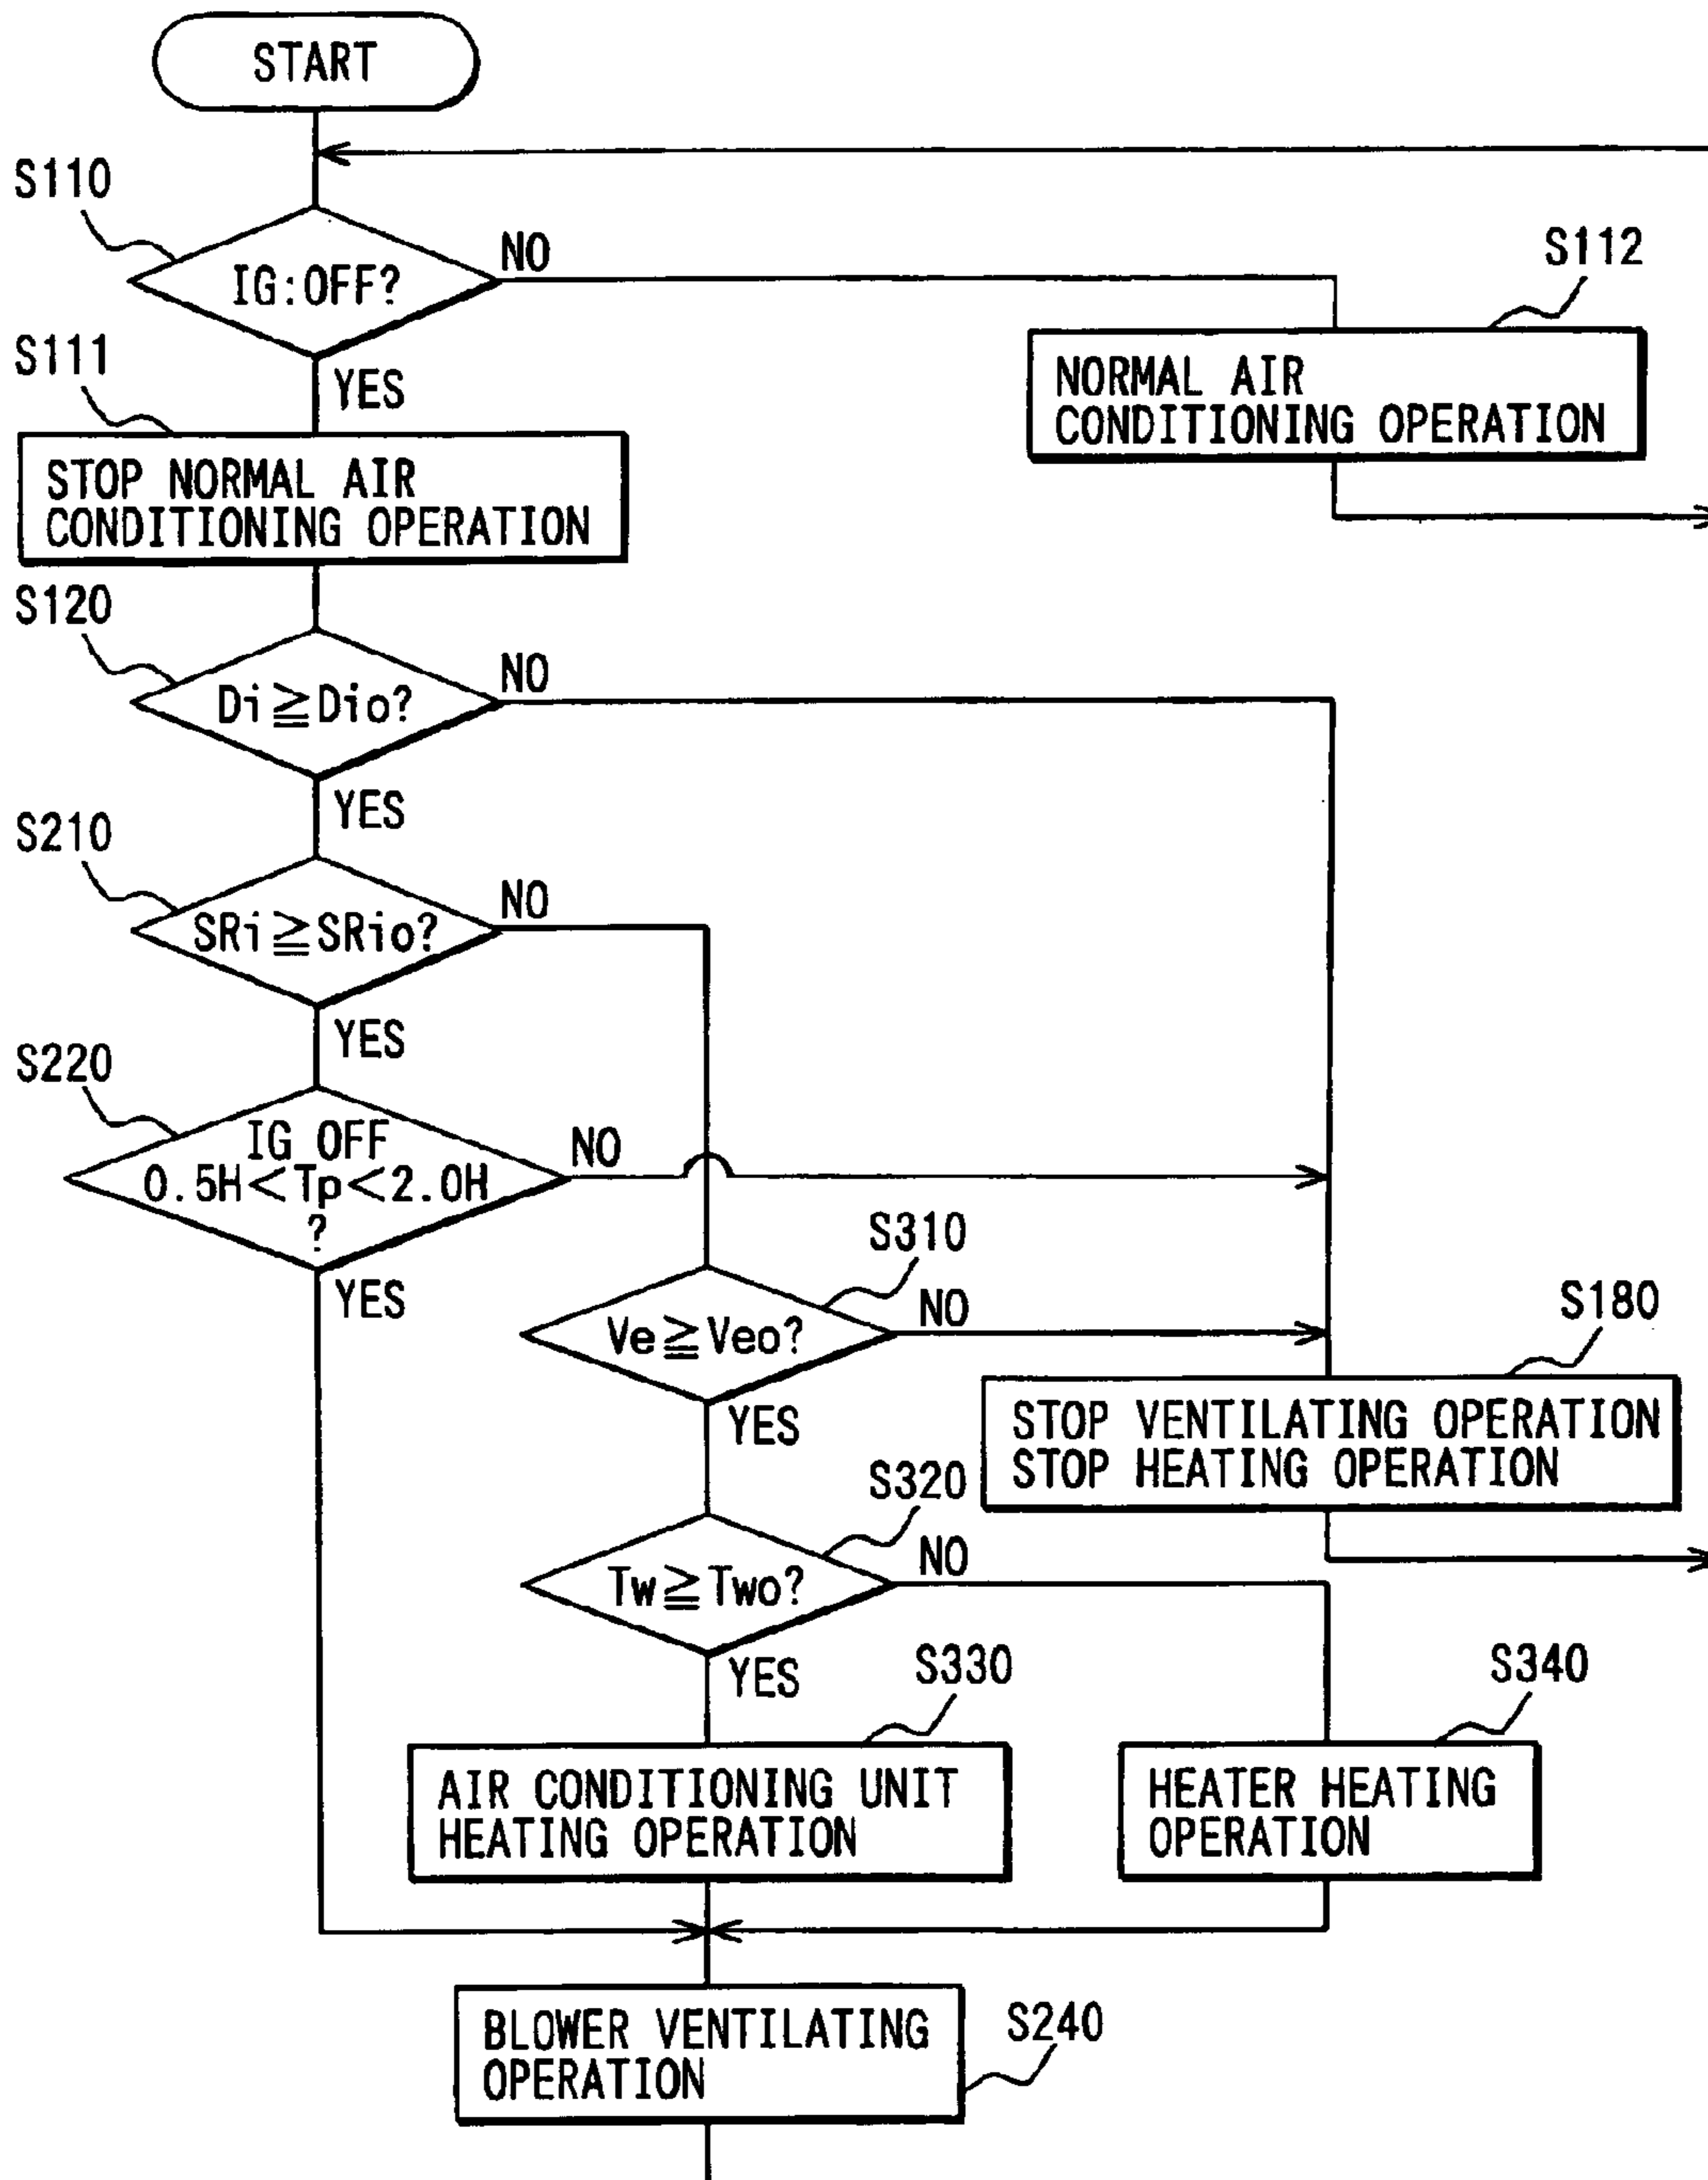 START
S110
IG:OFF?
NO
YES
S112
NORMAL AIR
CONDITIONING OPERATION
S111
STOP NORMAL AIR
CONDITIONING OPERATION
S120
Di≧Dio?
NO
YES
S210
SRi≧SRio?
NO
YES
S220
IG OFF
0.5H<Tp<2.0H
?
NO
YES
S310
Ve≧Veo?
NO
YES
S180
STOP VENTILATING OPERATION
STOP HEATING OPERATION
S320
Tw≧Two?
NO
YES
S330
AIR CONDITIONING UNIT
HEATING OPERATION
S340
HEATER HEATING
OPERATION
BLOWER VENTILATING
OPERATION
S240